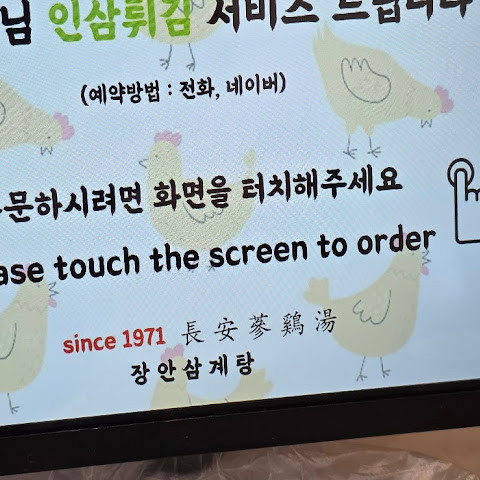 님 인삼튀김 서비스 드립니다
(예약방법 : 전화, 네이버)
주문하시려면 화면을 터치해주세요
ase touch the screen to order
since 1971 長安蔘鷄湯
장안삼계탕